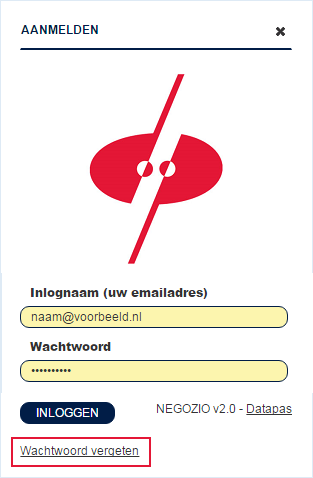 AANMELDEN ✖
Inlognaam (uw emailadres)
naam@voorbeeld.nl
Wachtwoord
••••••••••
INLOGGEN NEGOZIO v2.0 - Datapas
Wachtwoord vergeten